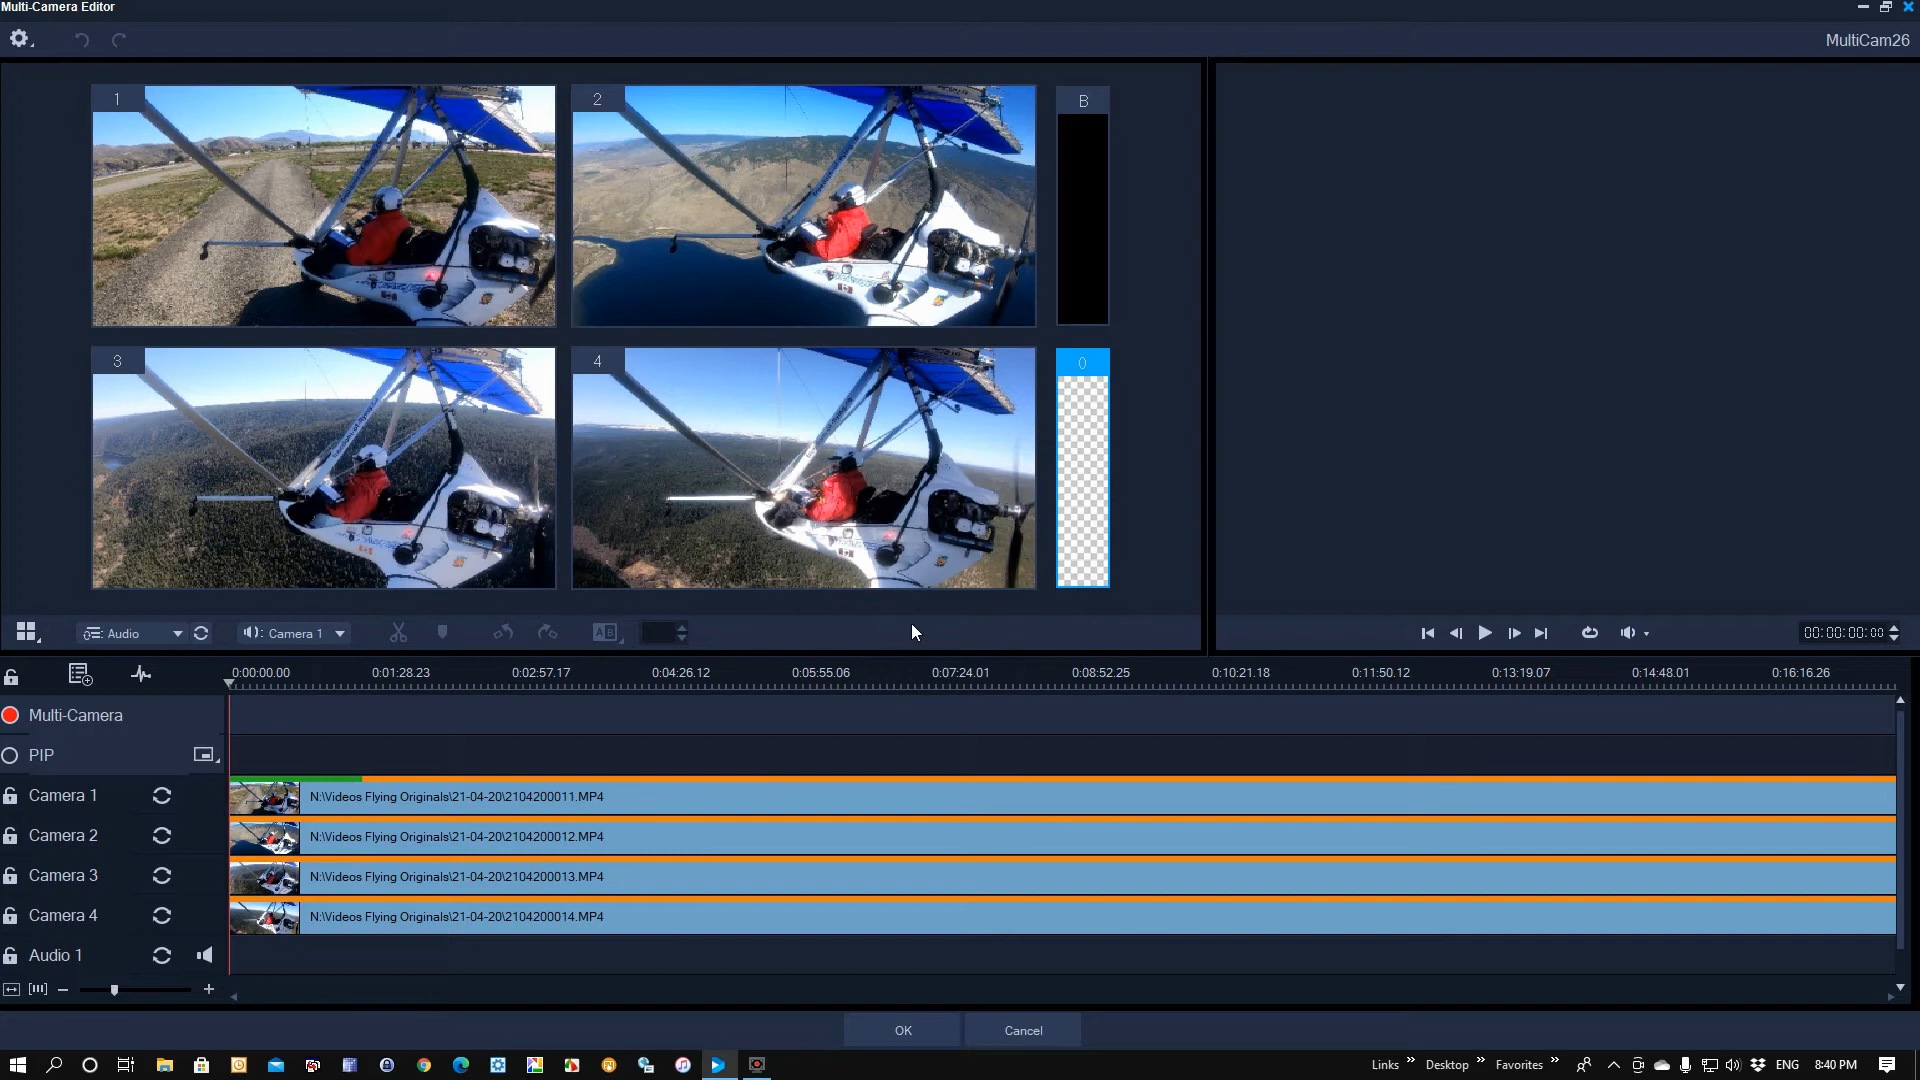 Multi-Camera Editor
MultiCam26
1
2
B
3
4
0
Audio
Camera 1
00:00:00:00
0:00:00.00
0:01:28.23
0:02:57.17
0:04:26.12
0:05:55.06
0:07:24.01
0:08:52.25
0:10:21.18
0:11:50.12
0:13:19.07
0:14:48.01
0:16:16.26
Multi-Camera
PIP
Camera 1
N:\Videos Flying Originals\21-04-20\2104200011.MP4
Camera 2
N:\Videos Flying Originals\21-04-20\2104200012.MP4
Camera 3
N:\Videos Flying Originals\21-04-20\2104200013.MP4
Camera 4
N:\Videos Flying Originals\21-04-20\2104200014.MP4
Audio 1
OK
Cancel
Links
Desktop
Favorites
ENG
8:40 PM